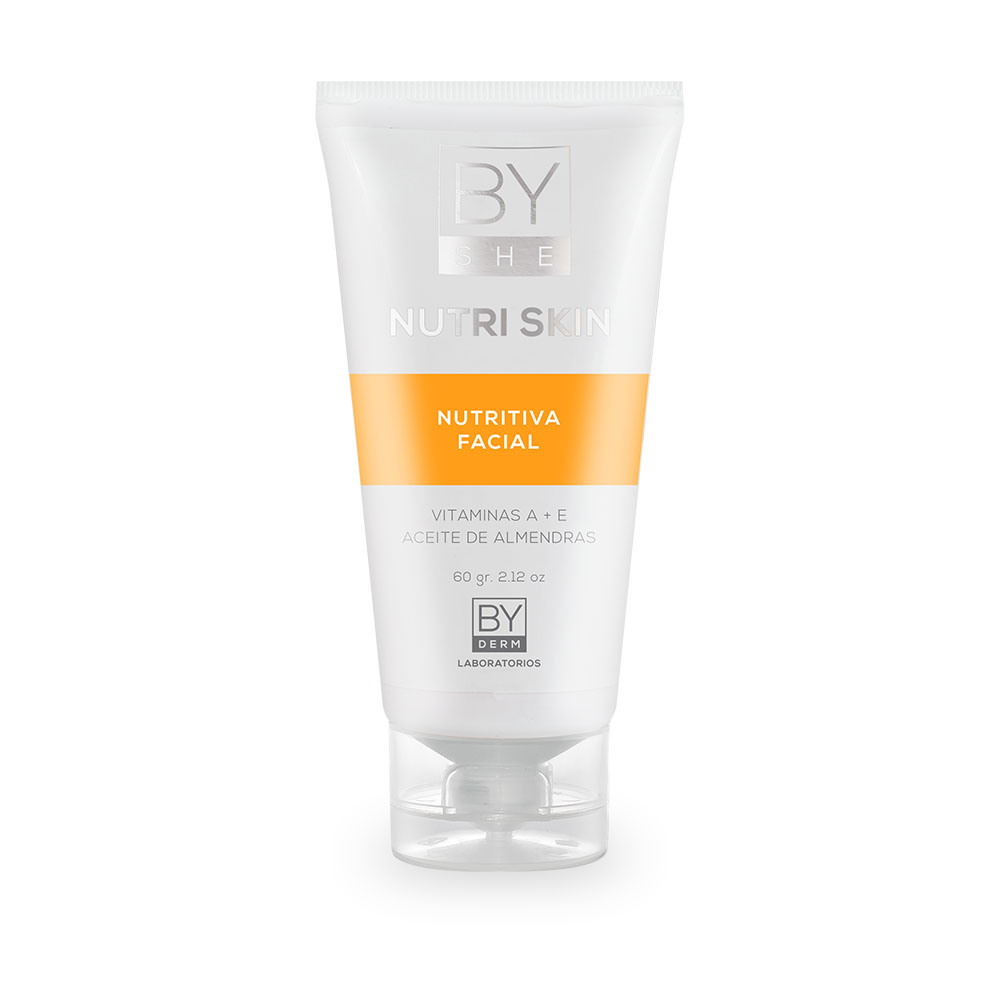 BY
SHE
NUTRI SKIN
NUTRITIVA
FACIAL
VITAMINAS A + E
ACEITE DE ALMENDRAS
60 gr. 2.12 oz
BY
DERM
LABORATORIOS